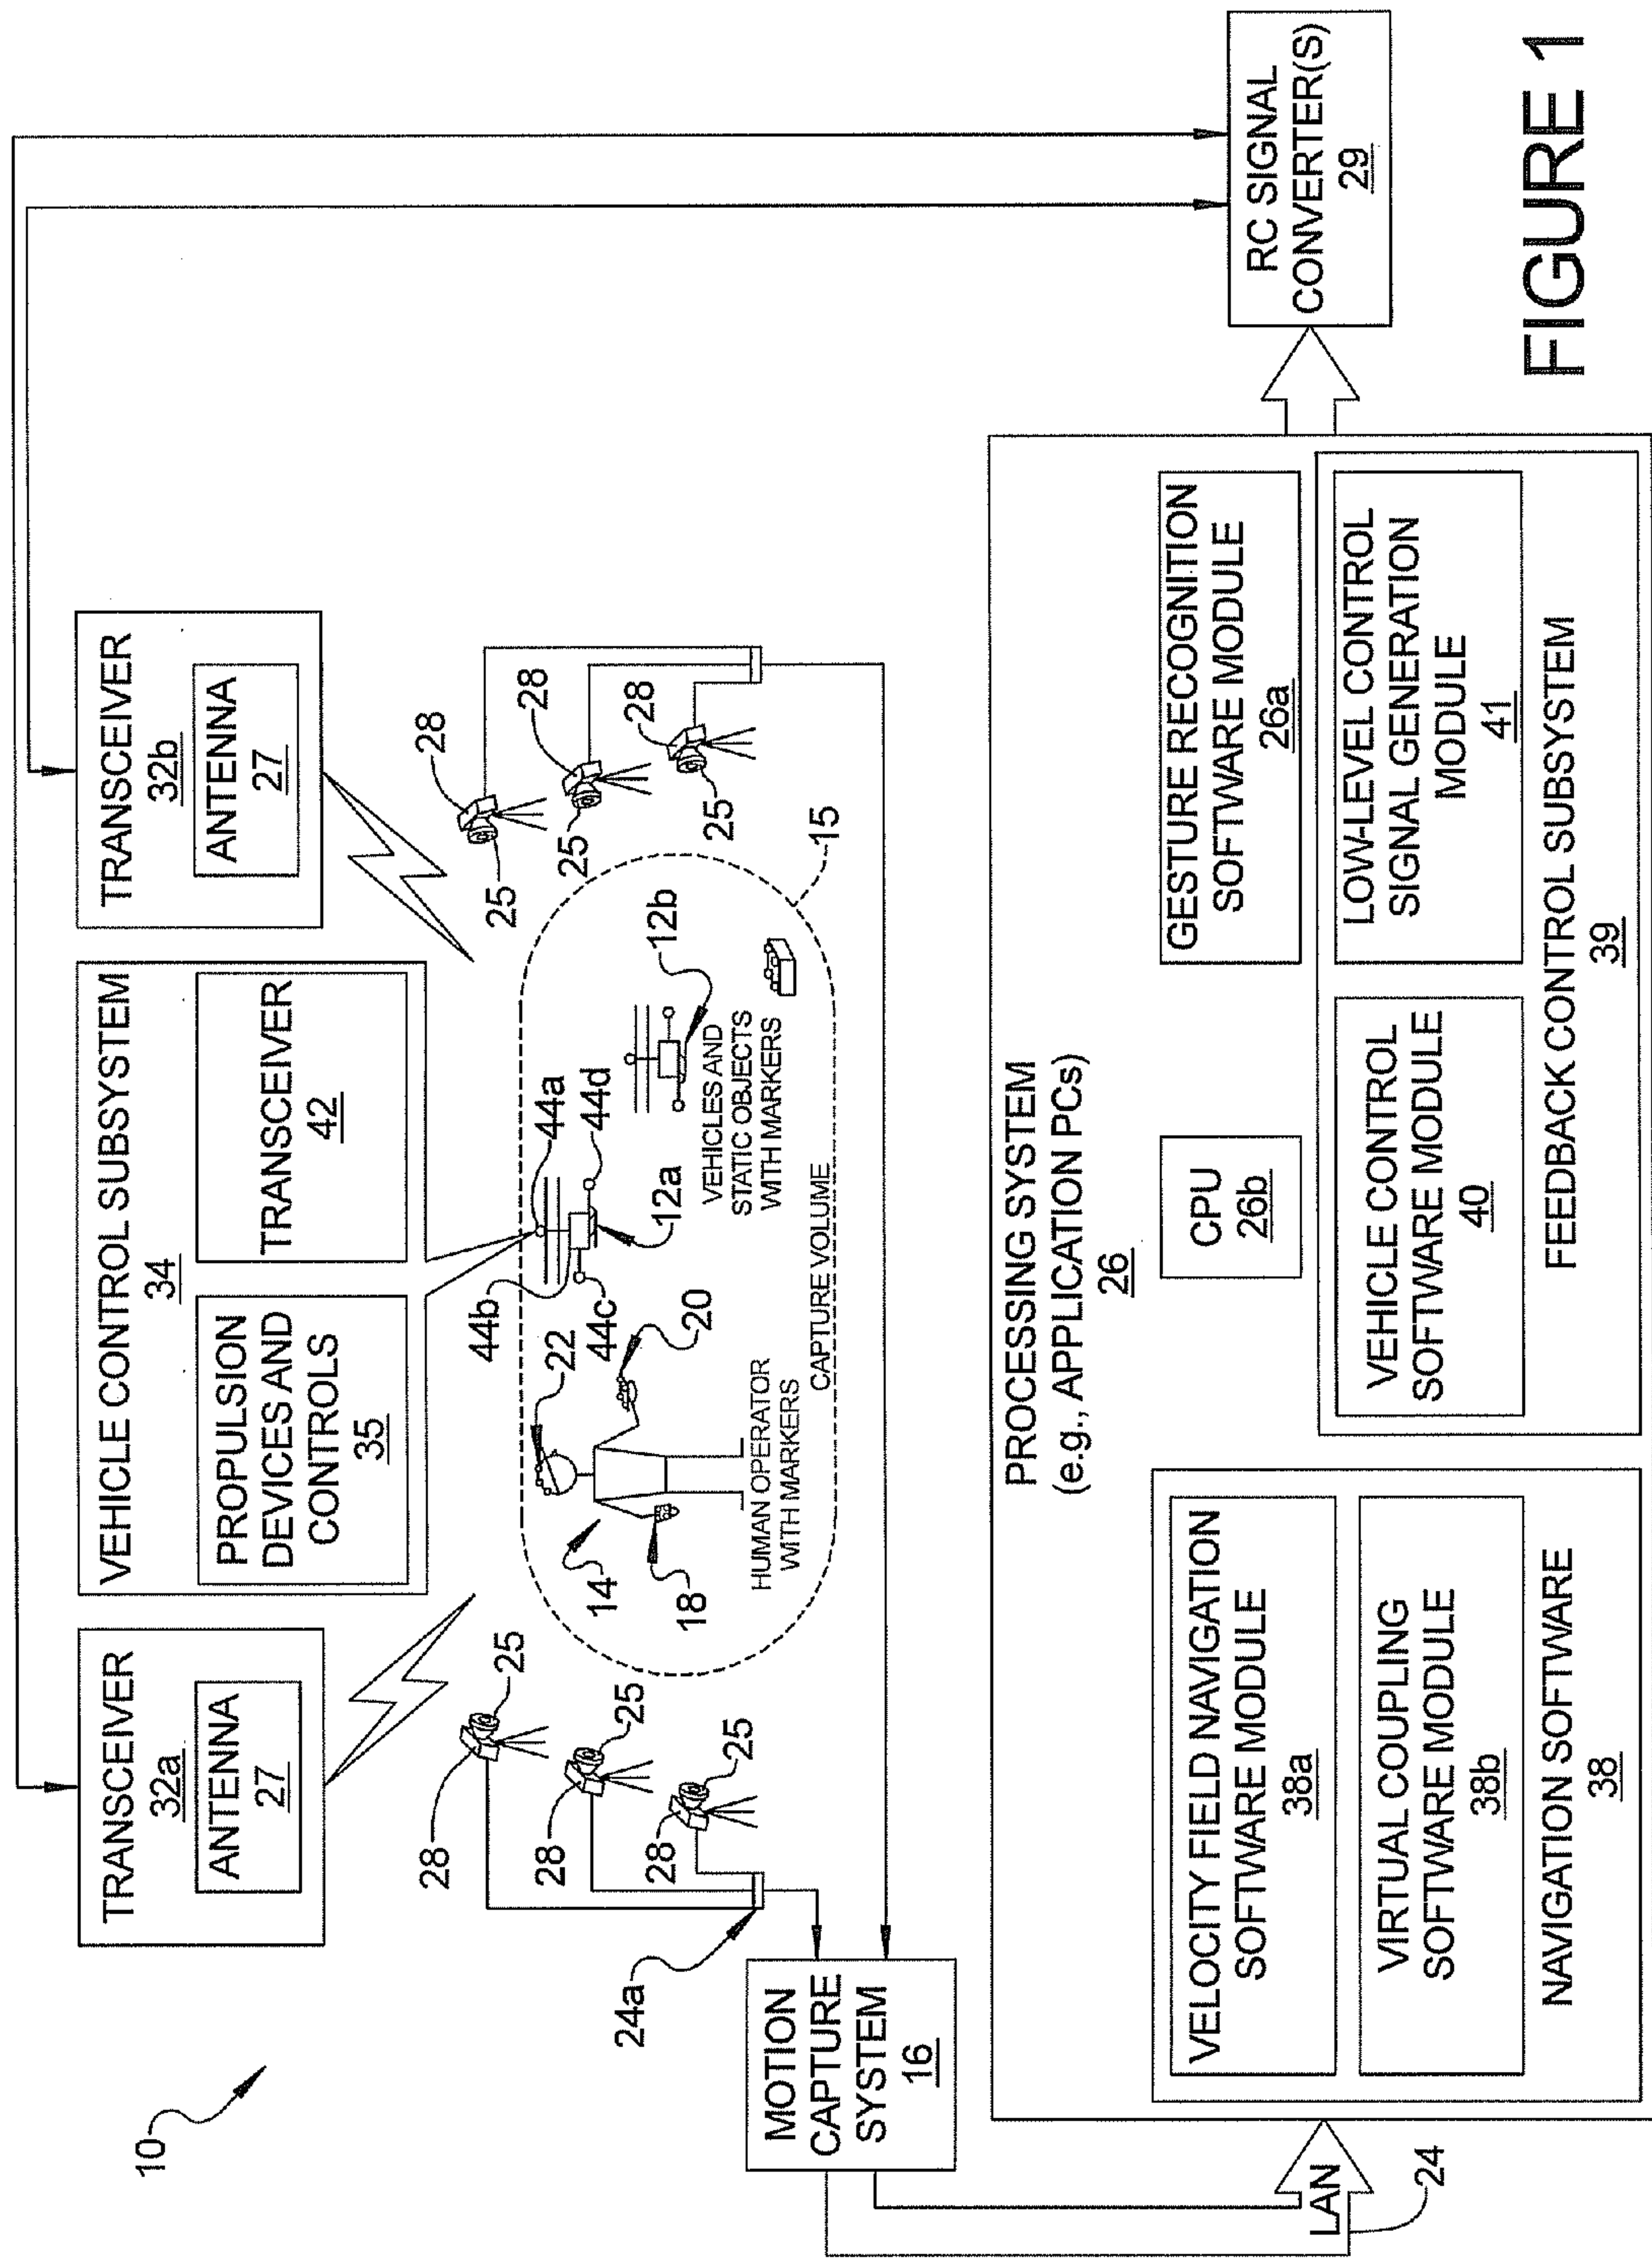 10
TRANSCEIVER
32a
ANTENNA
27
VEHICLE CONTROL SUBSYSTEM
34
PROPULSION
DEVICES AND
CONTROLS
35
TRANSCEIVER
42
TRANSCEIVER
32b
ANTENNA
27
28
25
28
25
28
25
24a
28
25
28
25
28
25
14
18
22
20
44b
44c
44a
44d
12a
12b
15
HUMAN OPERATOR
WITH MARKERS
VEHICLES AND
STATIC OBJECTS
WITH MARKERS
CAPTURE VOLUME
MOTION
CAPTURE
SYSTEM
16
LAN
24
PROCESSING SYSTEM
(e.g., APPLICATION PCs)
26
VELOCITY FIELD NAVIGATION
SOFTWARE MODULE
38a
VIRTUAL COUPLING
SOFTWARE MODULE
38b
NAVIGATION SOFTWARE
38
CPU
26b
GESTURE RECOGNITION
SOFTWARE MODULE
26a
VEHICLE CONTROL
SOFTWARE MODULE
40
LOW-LEVEL CONTROL
SIGNAL GENERATION
MODULE
41
FEEDBACK CONTROL SUBSYSTEM
39
RC SIGNAL
CONVERTER(S)
29
FIGURE 1